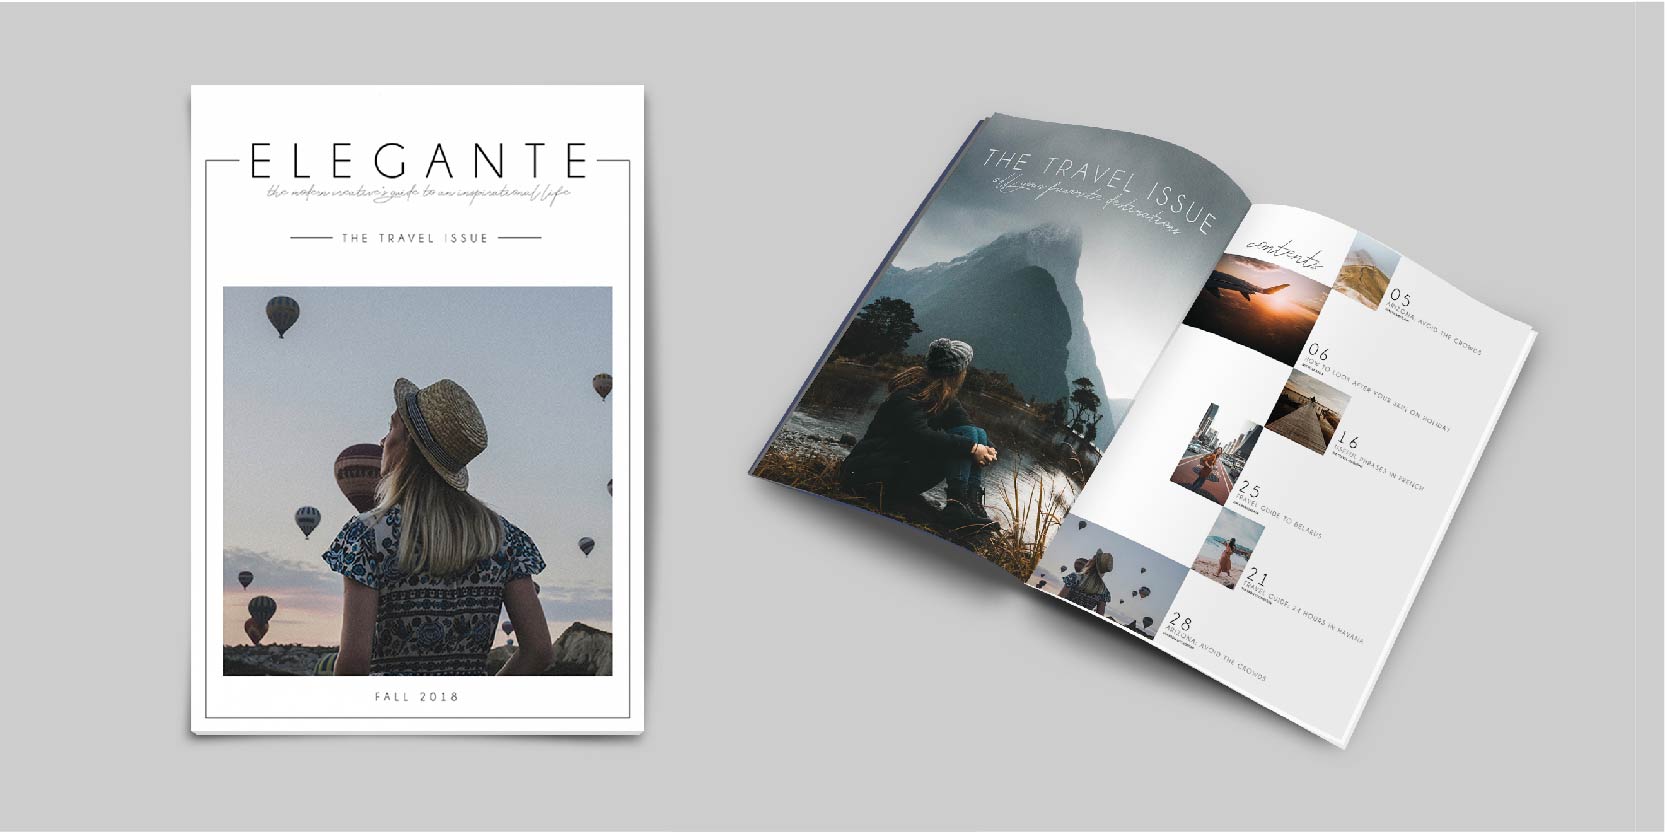 ELEGANTE
the modern creative's guide to an inspirational life
THE TRAVEL ISSUE
FALL 2018
THE TRAVEL ISSUE
all your destinations
contents
05
ARIZONA: AVOID THE CROWDS
06
HOW TO LOOK AFTER YOUR SKIN ON HOLIDAY
16
USEFUL PHRASES IN FRENCH
25
TRAVEL GUIDE TO BELARUS
21
TRAVEL GUIDE: 24 HOURS IN HAVANA
28
ARIZONA: AVOID THE CROWDS